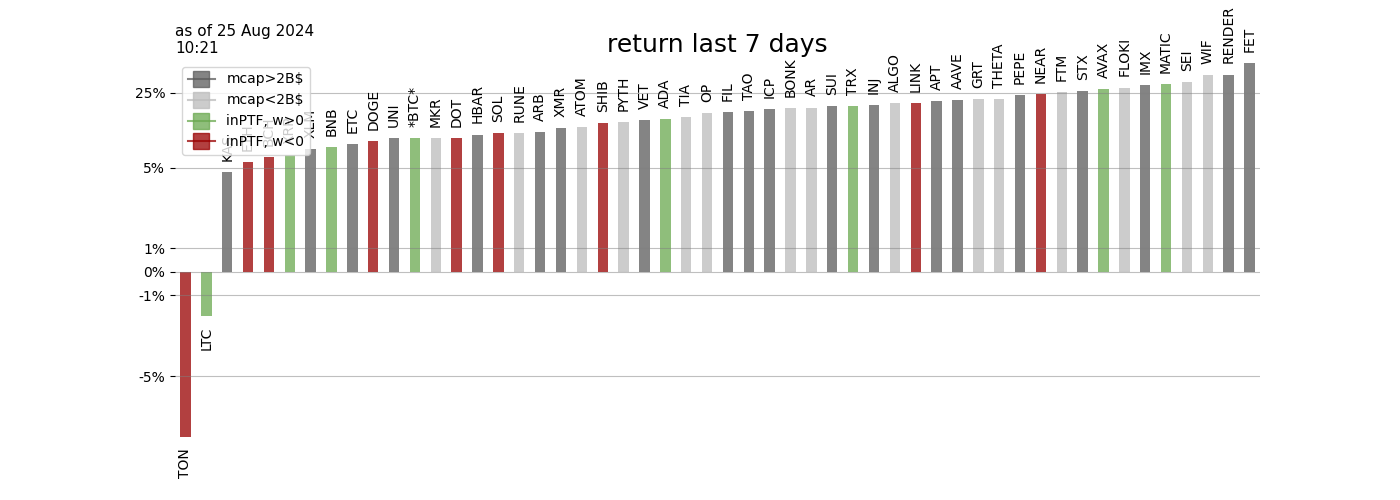 as of 25 Aug 2024
10:21
return last 7 days
mcap>2B$
mcap<2B$
inPTF, w>0
inPTF, w<0
25%
5%
1%
0%
-1%
-5%
TON
LTC
KAS
ETH
BCH
XLM
BNB
ETC
DOGE
UNI
*BTC*
MKR
DOT
HBAR
SOL
RUNE
ARB
XMR
ATOM
SHIB
PYTH
VET
ADA
TIA
OP
FIL
TAO
ICP
BONK
AR
SUI
TRX
INJ
ALGO
LINK
APT
AAVE
GRT
THETA
PEPE
NEAR
FTM
STX
AVAX
FLOKI
IMX
MATIC
SEI
WIF
RENDER
FET